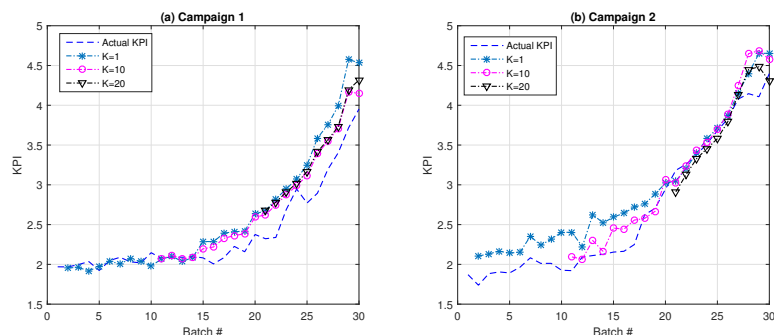 (a) Campaign 1
5
4.5
4
3.5
3
2.5
2
1.5
KPI
0 5 10 15 20 25 30
Batch #
Actual KPI
K=1
K=10
K=20
(b) Campaign 2
5
4.5
4
3.5
3
2.5
2
1.5
KPI
0 5 10 15 20 25 30
Batch #
Actual KPI
K=1
K=10
K=20